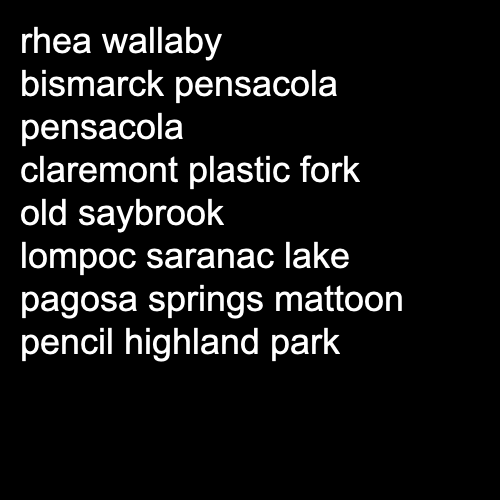 rhea wallaby
bismarck pensacola
pensacola
claremont plastic fork
old saybrook
lompoc saranac lake
pagosa springs mattoon
pencil highland park